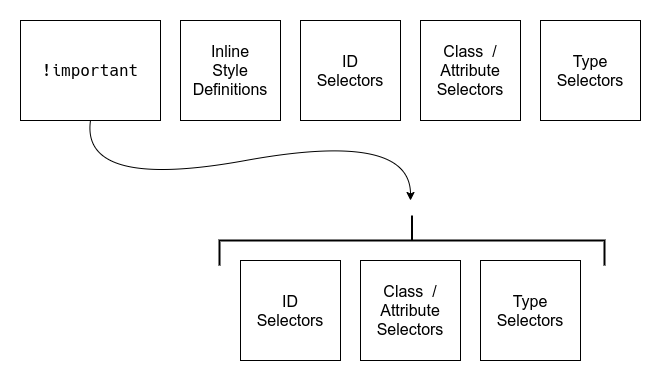 !important
Inline
Style
Definitions
ID
Selectors
Class /
Attribute
Selectors
Type
Selectors
ID
Selectors
Class /
Attribute
Selectors
Type
Selectors